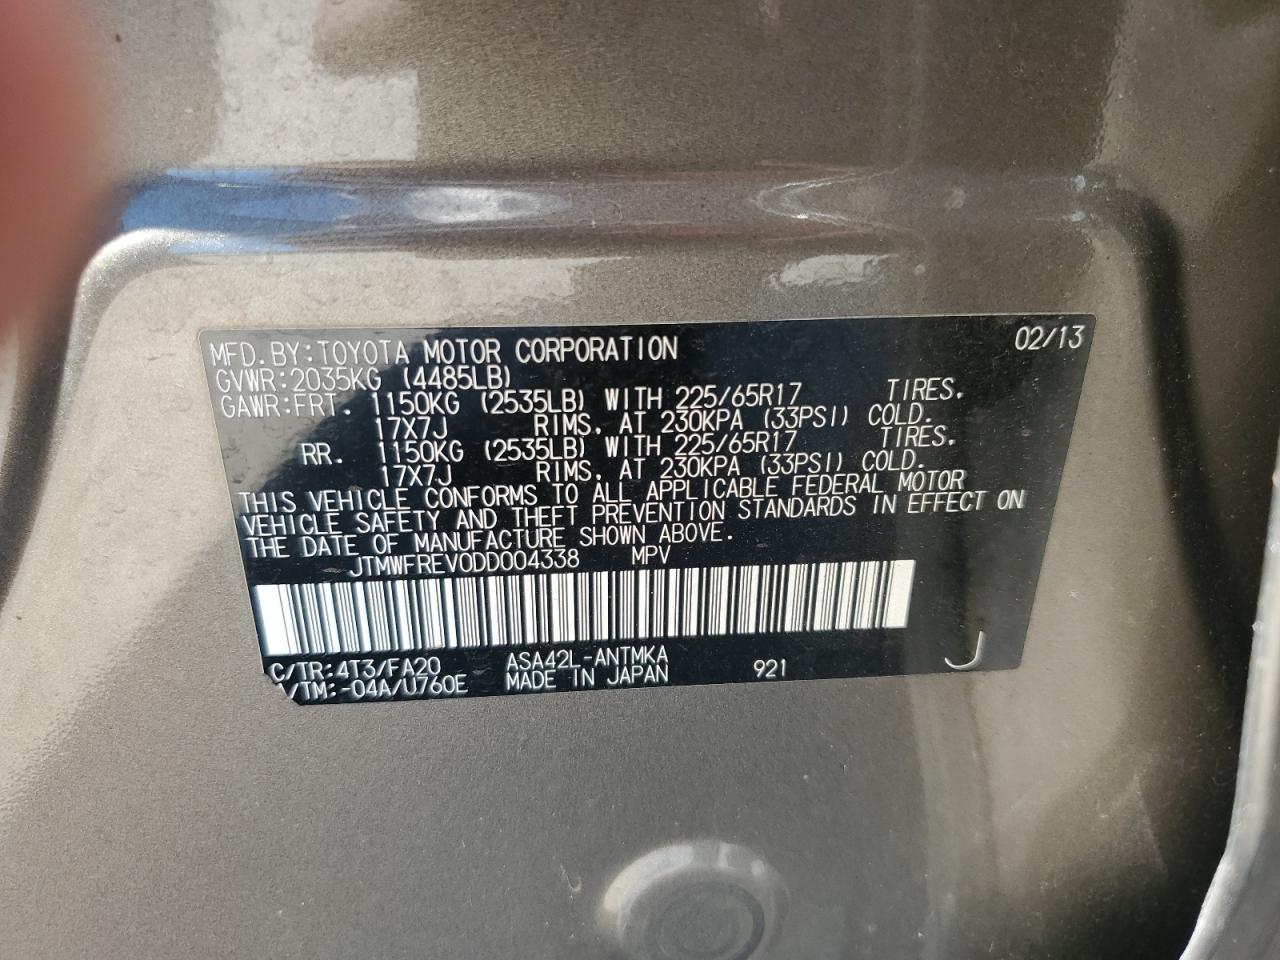 MFD.BY:TOYOTA MOTOR CORPORATION 02/13
GVWR:2035KG (4485LB)
GAWR:FRT. 1150KG (2535LB) WITH 225/65R17 TIRES,
17X7J RIMS, AT 230KPA (33PSI) COLD.
RR. 1150KG (2535LB) WITH 225/65R17 TIRES,
17X7J RIMS, AT 230KPA (33PSI) COLD.
THIS VEHICLE CONFORMS TO ALL APPLICABLE FEDERAL MOTOR
VEHICLE SAFETY AND THEFT PREVENTION STANDARDS IN EFFECT ON
THE DATE OF MANUFACTURE SHOWN ABOVE.
JTMWFREV0DD004338 MPV
C/TR:4T3/FA20 ASA42L-ANTMKA 921 J
A/TM:-04A/U760E MADE IN JAPAN